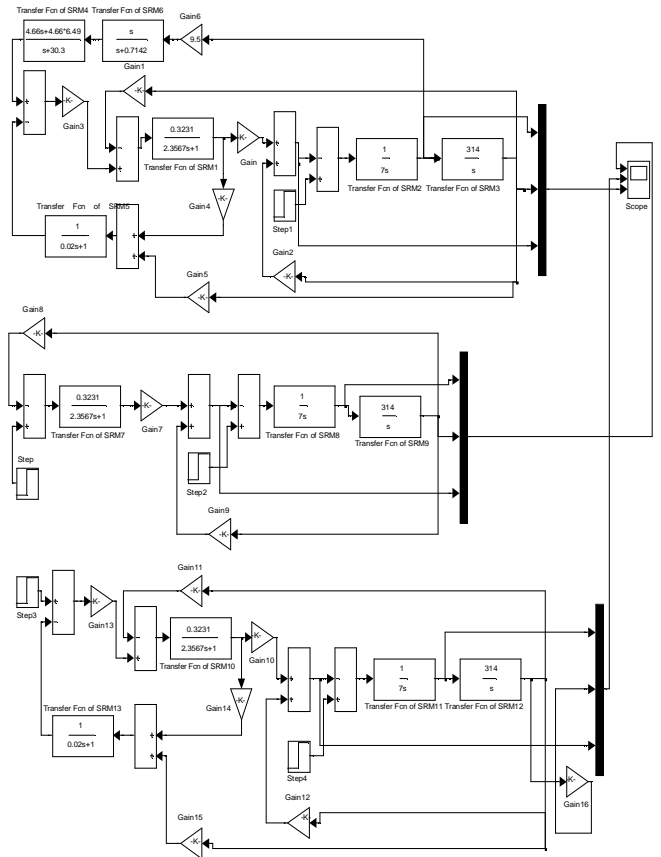 Transfer Fcn of SRM4 Transfer Fcn of SRM6
Gain6
4.66s+4.66*6.49
s+30.3
s
s+0.7142
9.5
Gain1
-K-
-K-
Gain3
0.3231
2.3567s+1
Transfer Fcn of SRM1
-K-
Gain
1
7s
Transfer Fcn of SRM2
314
s
Transfer Fcn of SRM3
Scope
-K-
Gain4
Step1
Transfer Fcn of SRM5
1
0.02s+1
Gain2
-K-
Gain5
-K-
Gain8
-K-
0.3231
2.3567s+1
Transfer Fcn of SRM7
-K-
Gain7
1
7s
Transfer Fcn of SRM8
314
s
Transfer Fcn of SRM9
Step
Step2
Gain9
-K-
Gain11
-K-
Step3
-K-
Gain13
0.3231
2.3567s+1
Transfer Fcn of SRM10
-K-
Gain10
1
7s
Transfer Fcn of SRM11
314
s
Transfer Fcn of SRM12
-K-
Gain14
Transfer Fcn of SRM13
1
0.02s+1
Step4
-K-
Gain16
Gain12
-K-
Gain15
-K-